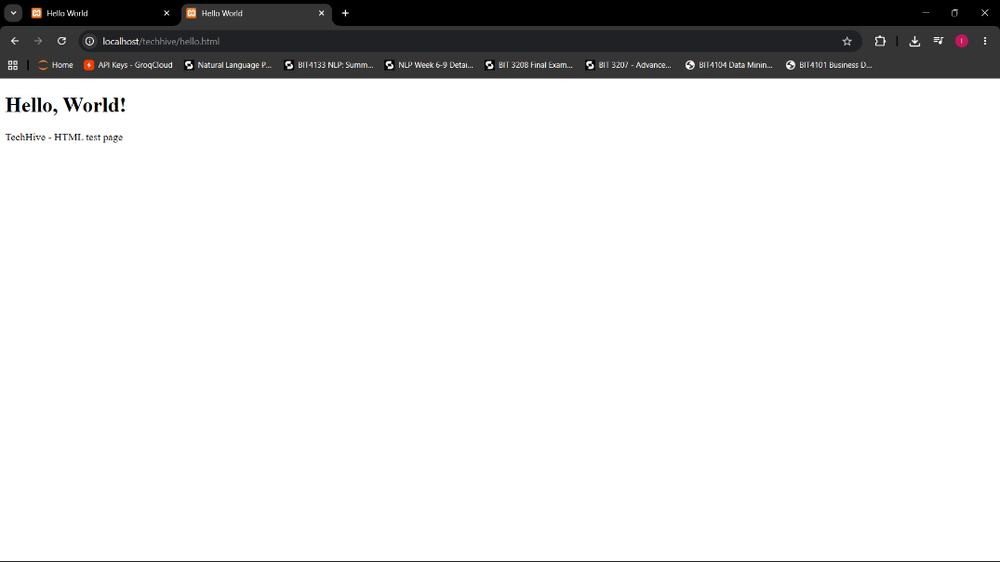 Hello World
Hello World
localhost/techhive/hello.html
I
Home
API Keys - GroqCloud
Natural Language P...
BIT4133 NLP: Summ...
NLP Week 6-9 Detai...
BIT 3208 Final Exam...
BIT 3207 - Advance...
BIT4104 Data Minin...
BIT4101 Business D...
Hello, World!
TechHive - HTML test page